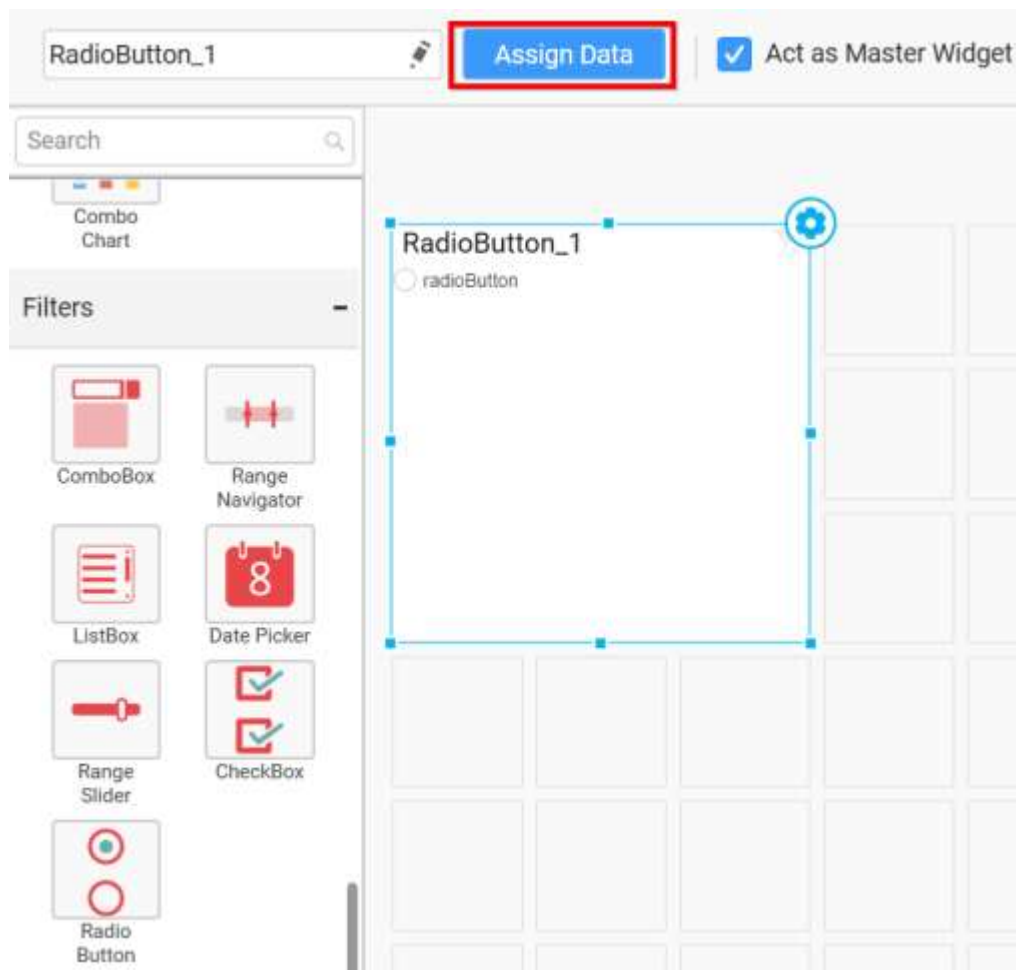 RadioButton_1
Assign Data
Act as Master Widget
Search
Combo
Chart
RadioButton_1
radioButton
Filters
ComboBox
Range
Navigator
8
ListBox
Date Picker
Range
Slider
CheckBox
Radio
Button